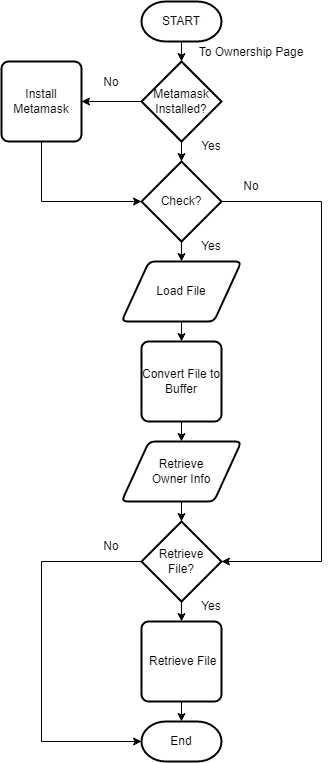 START
To Ownership Page
No
Install
Metamask
Metamask
Installed?
Yes
Check?
No
Yes
Load File
Convert File to
Buffer
Retrieve
Owner Info
No
Retrieve
File?
Yes
Retrieve File
End